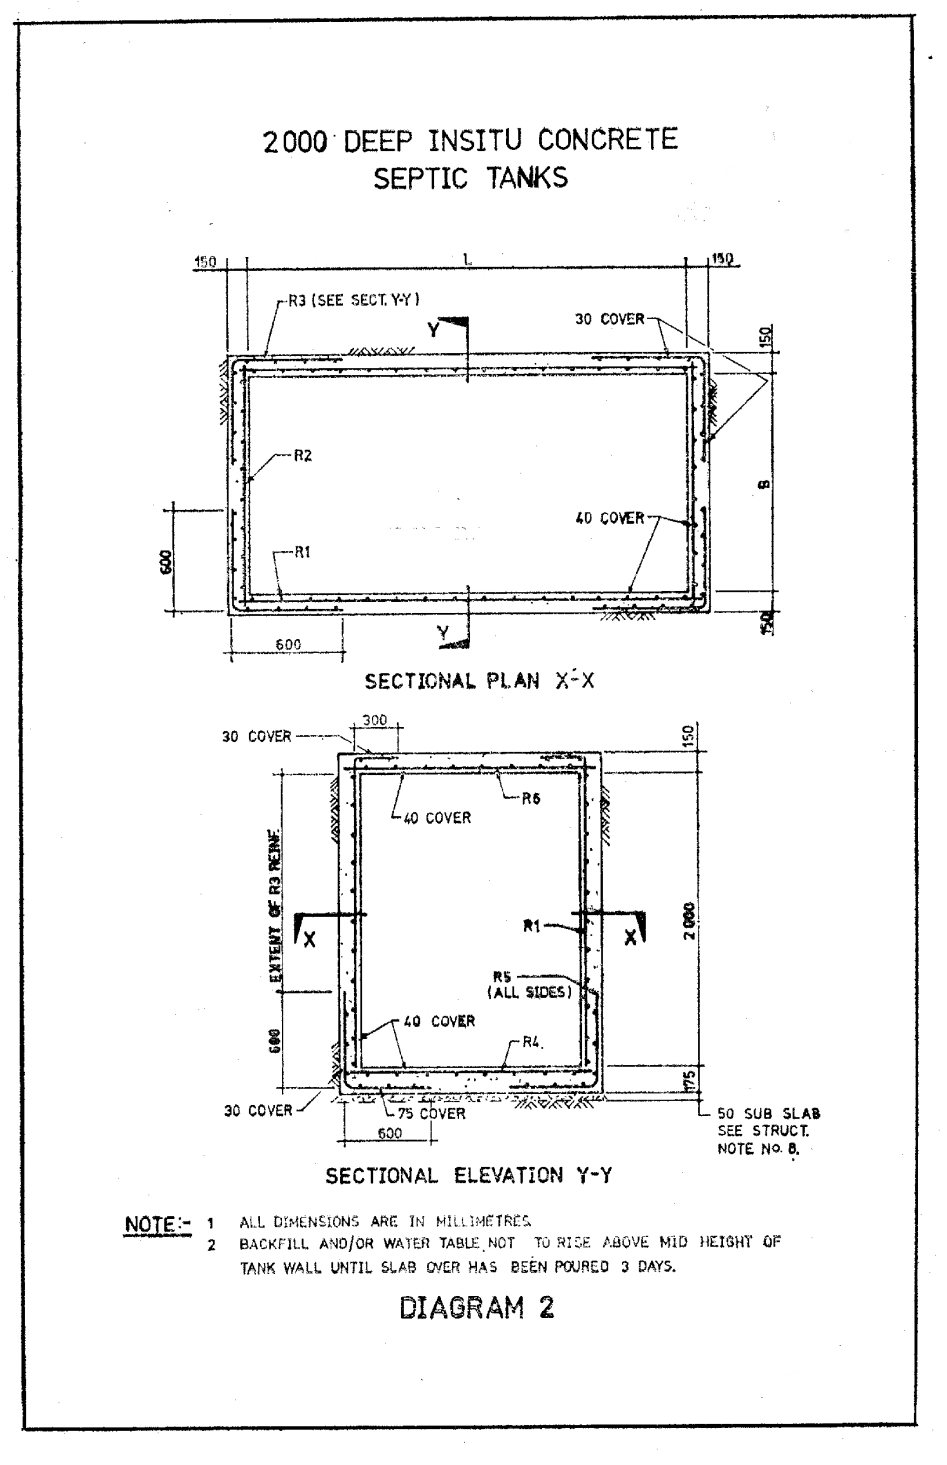 2000 DEEP INSITU CONCRETE
SEPTIC TANKS
150
L
150
R3 (SEE SECT. Y-Y)
Y
30 COVER
150
R2
B
40 COVER
600
R1
150
Y
600
SECTIONAL PLAN X-X
300
30 COVER
150
R6
40 COVER
EXTENT OF R3 REINF.
2000
R1
X
X
R5
(ALL SIDES)
40 COVER
600
R4.
175
30 COVER
75 COVER
50 SUB SLAB
SEE STRUCT.
NOTE No. 8.
600
SECTIONAL ELEVATION Y-Y
NOTE:- 1 ALL DIMENSIONS ARE IN MILLIMETRES
2 BACKFILL AND/OR WATER TABLE NOT TO RISE ABOVE MID HEIGHT OF
TANK WALL UNTIL SLAB OVER HAS BEEN POURED 3 DAYS.
DIAGRAM 2